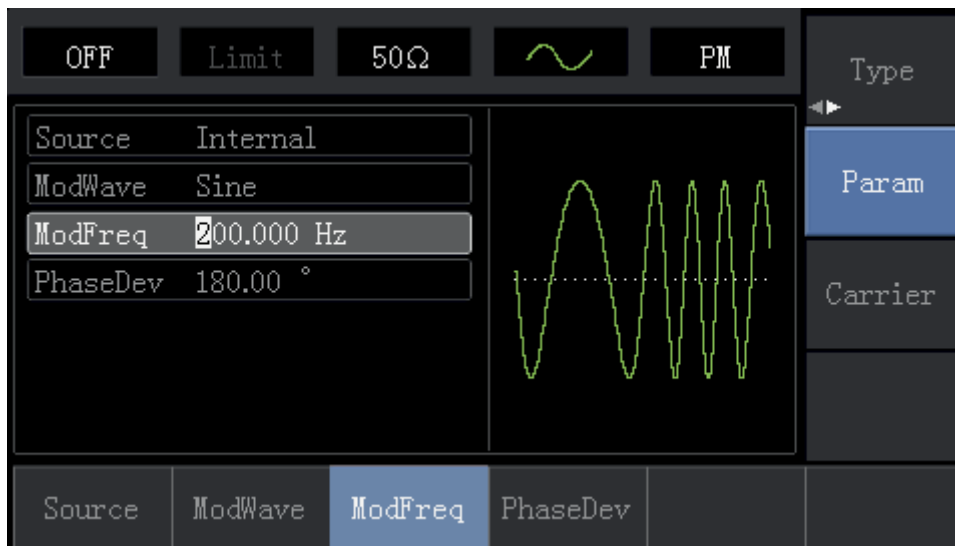 OFF Limit 50Ω PM
Type
Source Internal
ModWave Sine
Param
ModFreq 200.000 Hz
PhaseDev 180.00 °
Carrier
Source ModWave ModFreq PhaseDev